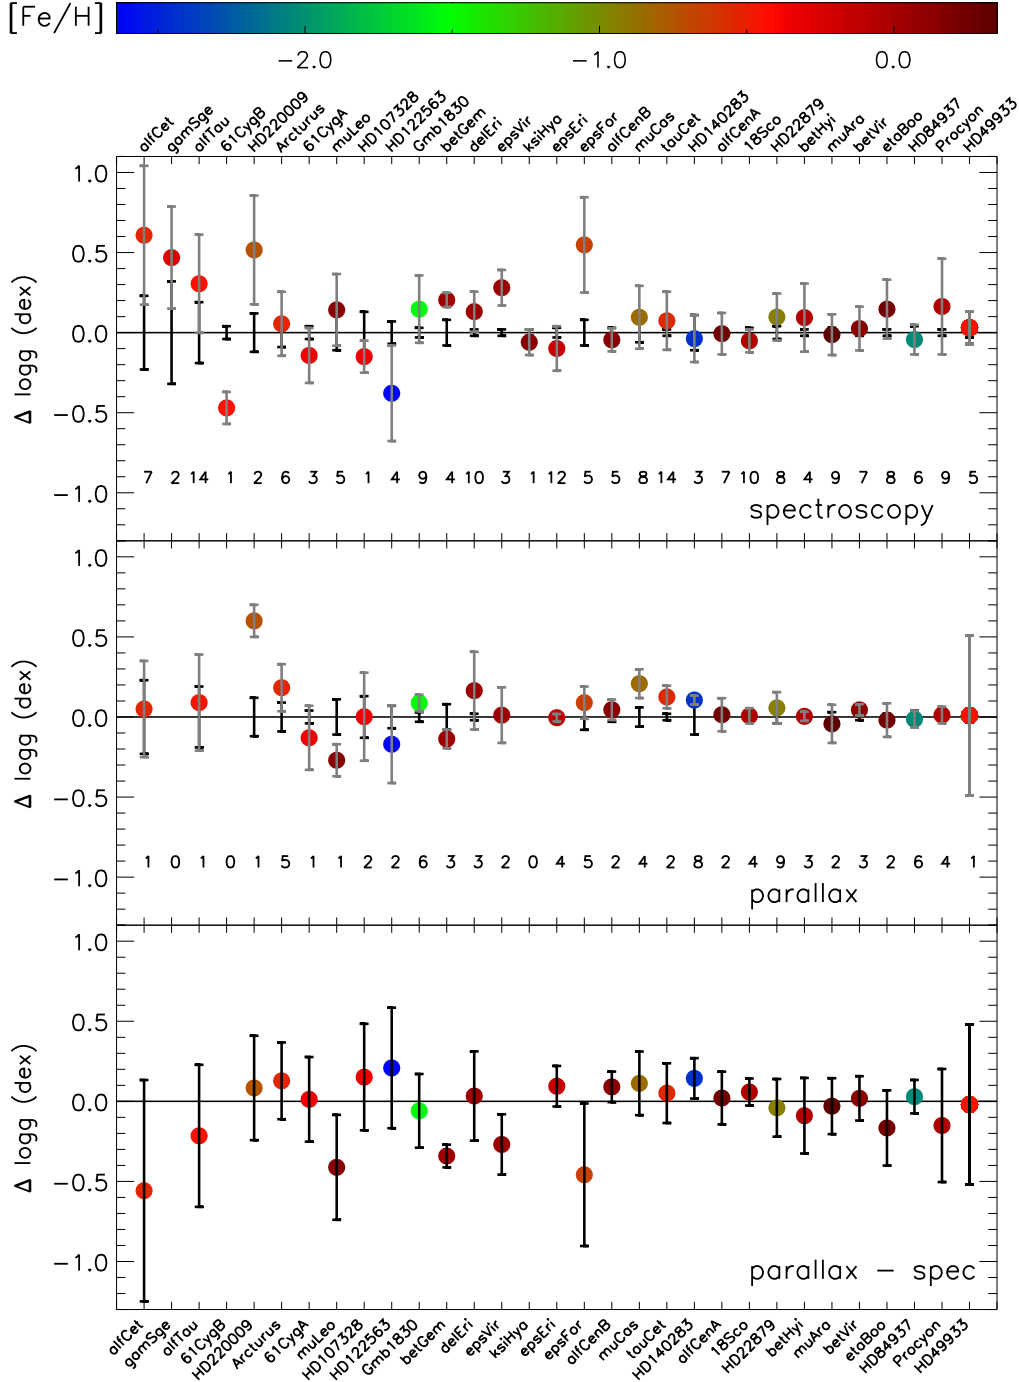 [Fe/H]
−2.0 −1.0 0.0
alfCet gamSge alfTau 61CygB HD220009 Arcturus 61CygA muLeo HD107328 HD122563 Gmb1830 betGem delEri epsVir ksiHya epsEri epsFor alfCenB muCas tauCet HD140283 alfCenA 18Sco HD22879 betHyi muAra betVir etaBoo HD84937 Procyon HD49933
1.0
0.5
0.0
−0.5
−1.0
Δ logg (dex)
7 2 14 1 2 6 3 5 1 4 9 4 10 3 1 12 5 5 8 14 3 7 10 8 4 9 7 8 6 9 5
spectroscopy
1.0
0.5
0.0
−0.5
−1.0
Δ logg (dex)
1 0 1 0 1 5 1 1 2 2 6 3 3 2 0 4 5 2 4 2 8 2 4 9 3 2 3 2 6 4 1
parallax
1.0
0.5
0.0
−0.5
−1.0
Δ logg (dex)
parallax − spec
alfCet gamSge alfTau 61CygB HD220009 Arcturus 61CygA muLeo HD107328 HD122563 Gmb1830 betGem delEri epsVir ksiHya epsEri epsFor alfCenB muCas tauCet HD140283 alfCenA 18Sco HD22879 betHyi muAra betVir etaBoo HD84937 Procyon HD49933